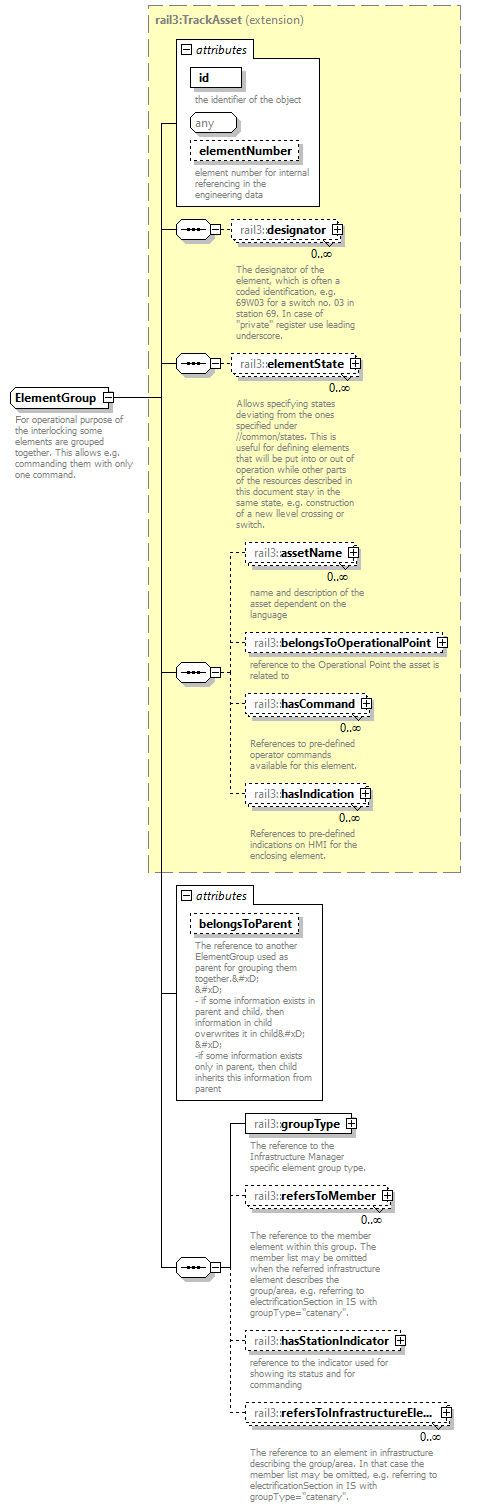 rail3:TrackAsset (extension)
attributes
id
the identifier of the object
any
elementNumber
element number for internal
referencing in the
engineering data
rail3::designator
0..∞
The designator of the
element, which is often a
coded identification, e.g.
69W03 for a switch no. 03 in
station 69. In case of
"private" register use leading
underscore.
rail3::elementState
0..∞
Allows specifying states
deviating from the ones
specified under
//common/states. This is
useful for defining elements
that will be put into or out of
operation while other parts
of the resources described in
this document stay in the
same state, e.g. construction
of a new llevel crossing or
switch.
ElementGroup
For operational purpose of
the interlocking some
elements are grouped
together. This allows e.g.
commanding them with only
one command.
rail3::assetName
0..∞
name and description of the
asset dependent on the
language
rail3::belongsToOperationalPoint
reference to the Operational Point the asset is
related to
rail3::hasCommand
0..∞
References to pre-defined
operator commands
available for this element.
rail3::hasIndication
0..∞
References to pre-defined
indications on HMI for the
enclosing element.
attributes
belongsToParent
The reference to another
ElementGroup used as
parent for grouping them
together.&#xD;
&#xD;
- if some information exists in
parent and child, then
information in child
overwrites it in child&#xD;
&#xD;
-if some information exists
only in parent, then child
inherits this information from
parent
rail3::groupType
The reference to the
Infrastructure Manager
specific element group type.
rail3::refersToMember
0..∞
The reference to the member
element within this group. The
member list may be omitted
when the referred infrastructure
element describes the
group/area, e.g. referring to
electrificationSection in IS with
groupType="catenary".
rail3::hasStationIndicator
reference to the indicator used for
showing its status and for
commanding
rail3::refersToInfrastructureEle...
0..∞
The reference to an element in infrastructure
describing the group/area. In that case the
member list may be omitted, e.g. referring to
electrificationSection in IS with
groupType="catenary".